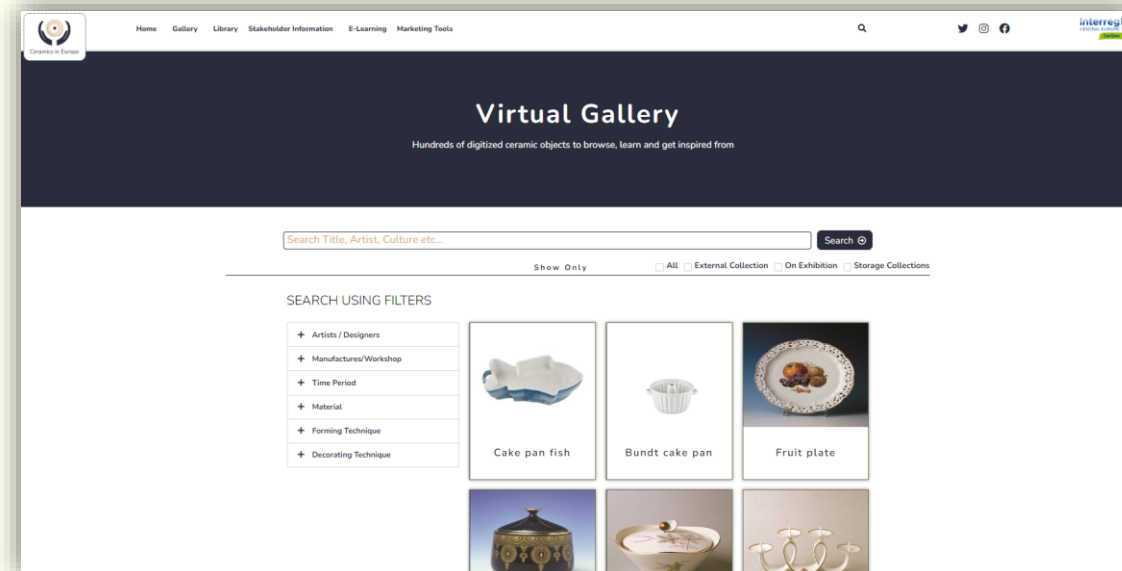 Ceramics in Europe
Home Gallery Library Stakeholder Information E-Learning Marketing Tools
Interreg
CENTRAL EUROPE
Virtual Gallery
Hundreds of digitized ceramic objects to browse, learn and get inspired from
Search Title, Artist, Culture etc...
Search
Show Only All External Collection On Exhibition Storage Collections
SEARCH USING FILTERS
+ Artists / Designers
+ Manufactures/Workshop
+ Time Period
+ Material
+ Forming Technique
+ Decorating Technique
Cake pan fish
Bundt cake pan
Fruit plate